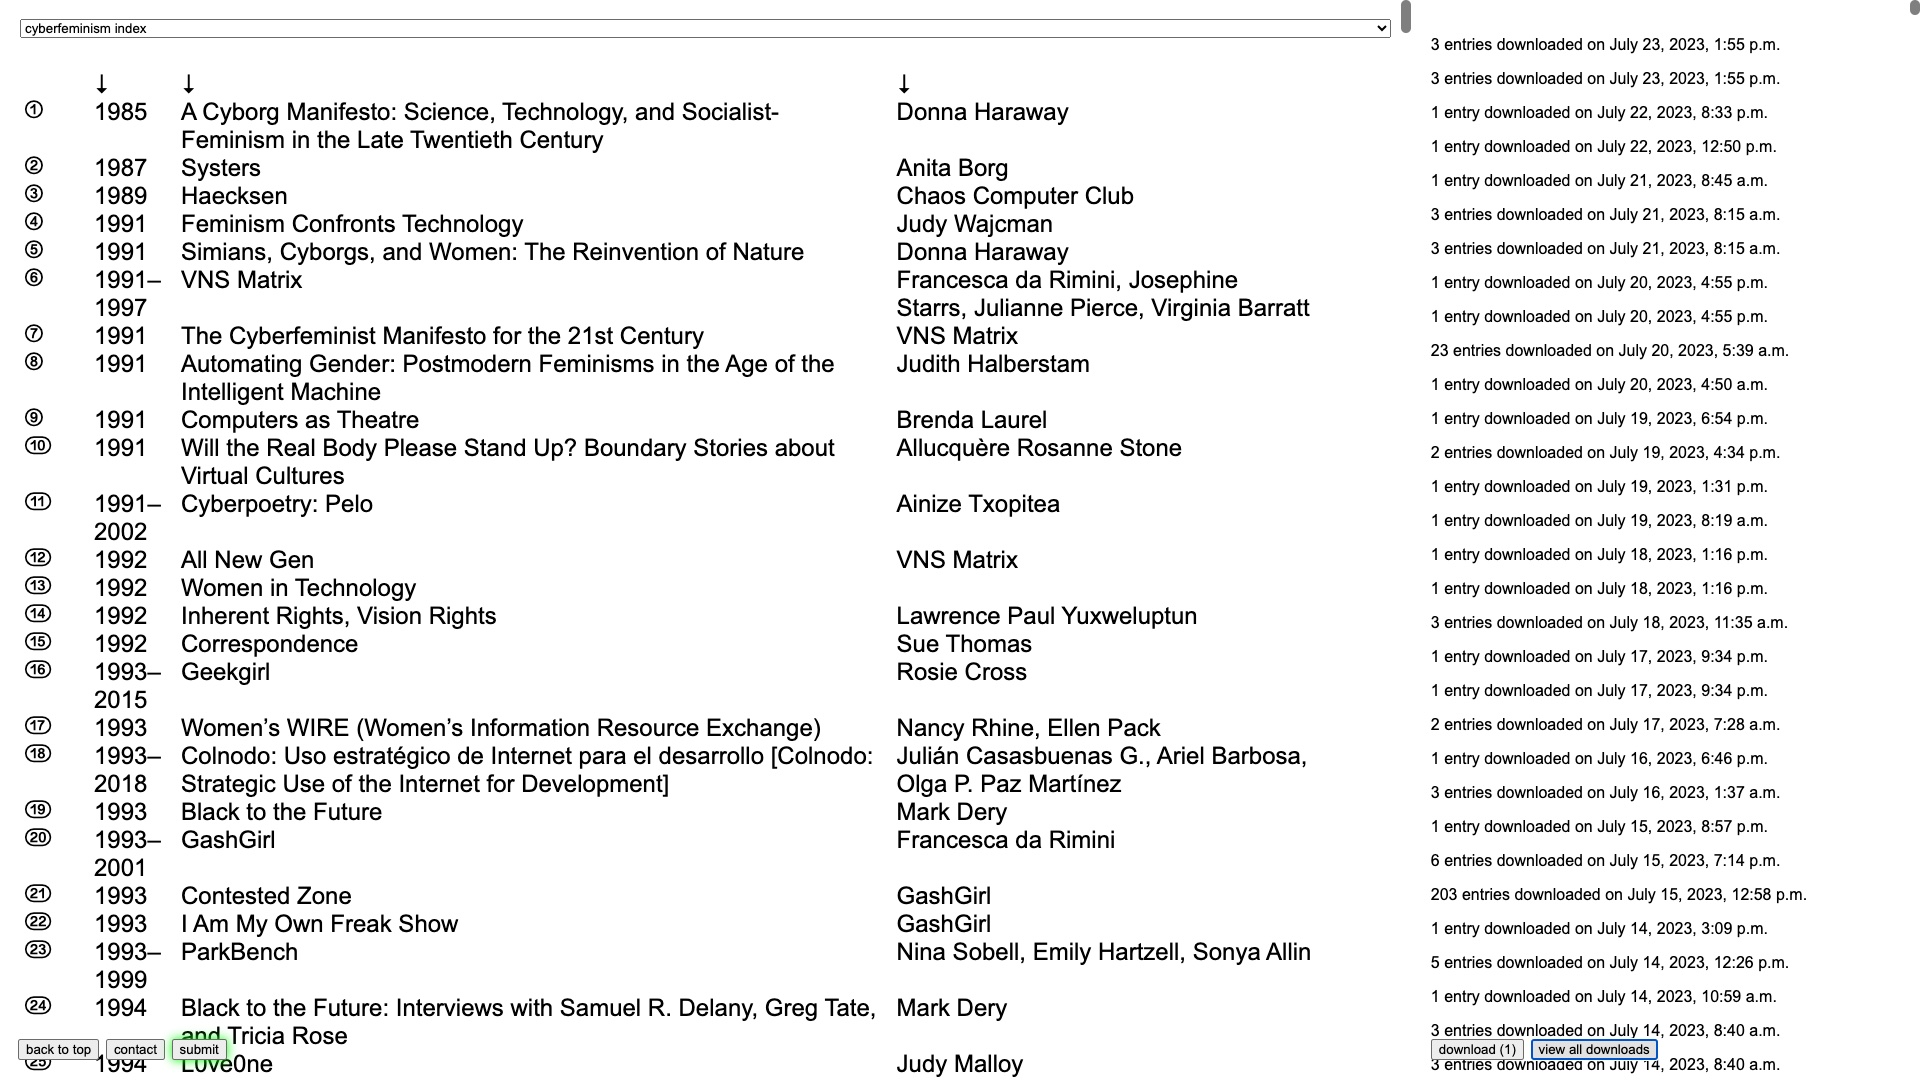 cyberfeminism index
↓ ↓ ↓
① 1985 A Cyborg Manifesto: Science, Technology, and Socialist- Donna Haraway
Feminism in the Late Twentieth Century
② 1987 Systers Anita Borg
③ 1989 Haecksen Chaos Computer Club
④ 1991 Feminism Confronts Technology Judy Wajcman
⑤ 1991 Simians, Cyborgs, and Women: The Reinvention of Nature Donna Haraway
⑥ 1991– VNS Matrix Francesca da Rimini, Josephine
1997 Starrs, Julianne Pierce, Virginia Barratt
⑦ 1991 The Cyberfeminist Manifesto for the 21st Century VNS Matrix
⑧ 1991 Automating Gender: Postmodern Feminisms in the Age of the Judith Halberstam
Intelligent Machine
⑨ 1991 Computers as Theatre Brenda Laurel
⑩ 1991 Will the Real Body Please Stand Up? Boundary Stories about Allucquère Rosanne Stone
Virtual Cultures
⑪ 1991– Cyberpoetry: Pelo Ainize Txopitea
2002
⑫ 1992 All New Gen VNS Matrix
⑬ 1992 Women in Technology
⑭ 1992 Inherent Rights, Vision Rights Lawrence Paul Yuxweluptun
⑮ 1992 Correspondence Sue Thomas
⑯ 1993– Geekgirl Rosie Cross
2015
⑰ 1993 Women’s WIRE (Women’s Information Resource Exchange) Nancy Rhine, Ellen Pack
⑱ 1993– Colnodo: Uso estratégico de Internet para el desarrollo [Colnodo: Julián Casasbuenas G., Ariel Barbosa,
2018 Strategic Use of the Internet for Development] Olga P. Paz Martínez
⑲ 1993 Black to the Future Mark Dery
⑳ 1993– GashGirl Francesca da Rimini
2001
㉑ 1993 Contested Zone GashGirl
㉒ 1993 I Am My Own Freak Show GashGirl
㉓ 1993– ParkBench Nina Sobell, Emily Hartzell, Sonya Allin
1999
㉔ 1994 Black to the Future: Interviews with Samuel R. Delany, Greg Tate, Mark Dery
and Tricia Rose
㉕ 1994 L0ve0ne Judy Malloy
back to top contact submit
3 entries downloaded on July 23, 2023, 1:55 p.m.
3 entries downloaded on July 23, 2023, 1:55 p.m.
1 entry downloaded on July 22, 2023, 8:33 p.m.
1 entry downloaded on July 22, 2023, 12:50 p.m.
1 entry downloaded on July 21, 2023, 8:45 a.m.
3 entries downloaded on July 21, 2023, 8:15 a.m.
3 entries downloaded on July 21, 2023, 8:15 a.m.
1 entry downloaded on July 20, 2023, 4:55 p.m.
1 entry downloaded on July 20, 2023, 4:55 p.m.
23 entries downloaded on July 20, 2023, 5:39 a.m.
1 entry downloaded on July 20, 2023, 4:50 a.m.
1 entry downloaded on July 19, 2023, 6:54 p.m.
2 entries downloaded on July 19, 2023, 4:34 p.m.
1 entry downloaded on July 19, 2023, 1:31 p.m.
1 entry downloaded on July 19, 2023, 8:19 a.m.
1 entry downloaded on July 18, 2023, 1:16 p.m.
1 entry downloaded on July 18, 2023, 1:16 p.m.
3 entries downloaded on July 18, 2023, 11:35 a.m.
1 entry downloaded on July 17, 2023, 9:34 p.m.
1 entry downloaded on July 17, 2023, 9:34 p.m.
2 entries downloaded on July 17, 2023, 7:28 a.m.
1 entry downloaded on July 16, 2023, 6:46 p.m.
3 entries downloaded on July 16, 2023, 1:37 a.m.
1 entry downloaded on July 15, 2023, 8:57 p.m.
6 entries downloaded on July 15, 2023, 7:14 p.m.
203 entries downloaded on July 15, 2023, 12:58 p.m.
1 entry downloaded on July 14, 2023, 3:09 p.m.
5 entries downloaded on July 14, 2023, 12:26 p.m.
1 entry downloaded on July 14, 2023, 10:59 a.m.
3 entries downloaded on July 14, 2023, 8:40 a.m.
3 entries downloaded on July 14, 2023, 8:40 a.m.
download (1) view all downloads